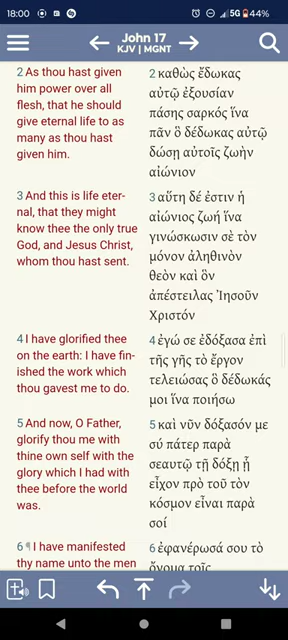 18:00
5G 44%
John 17
KJV | MGNT
2 As thou hast given
him power over all
flesh, that he should
give eternal life to as
many as thou hast
given him.
2 καθὼς ἔδωκας
αὐτῷ ἐξουσίαν
πάσης σαρκός ἵνα
πᾶν ὃ δέδωκας αὐτῷ
δώσῃ αὐτοῖς ζωὴν
αἰώνιον
3 And this is life eter-
nal, that they might
know thee the only true
God, and Jesus Christ,
whom thou hast sent.
3 αὕτη δέ ἐστιν ἡ
αἰώνιος ζωή ἵνα
γινώσκωσιν σὲ τὸν
μόνον ἀληθινὸν
θεὸν καὶ ὃν
ἀπέστειλας Ἰησοῦν
Χριστόν
4 I have glorified thee
on the earth: I have fin-
ished the work which
thou gavest me to do.
4 ἐγώ σε ἐδόξασα ἐπὶ
τῆς γῆς τὸ ἔργον
τελειώσας ὃ δέδωκάς
μοι ἵνα ποιήσω
5 And now, O Father,
glorify thou me with
thine own self with the
glory which I had with
thee before the world
was.
5 καὶ νῦν δόξασόν με
σύ πάτερ παρὰ
σεαυτῷ τῇ δόξῃ ᾗ
εἶχον πρὸ τοῦ τὸν
κόσμον εἶναι παρὰ
σοί
6 ¶ I have manifested
thy name unto the men
6 ἐφανέρωσά σου τὸ
ὄνομα τοῖς